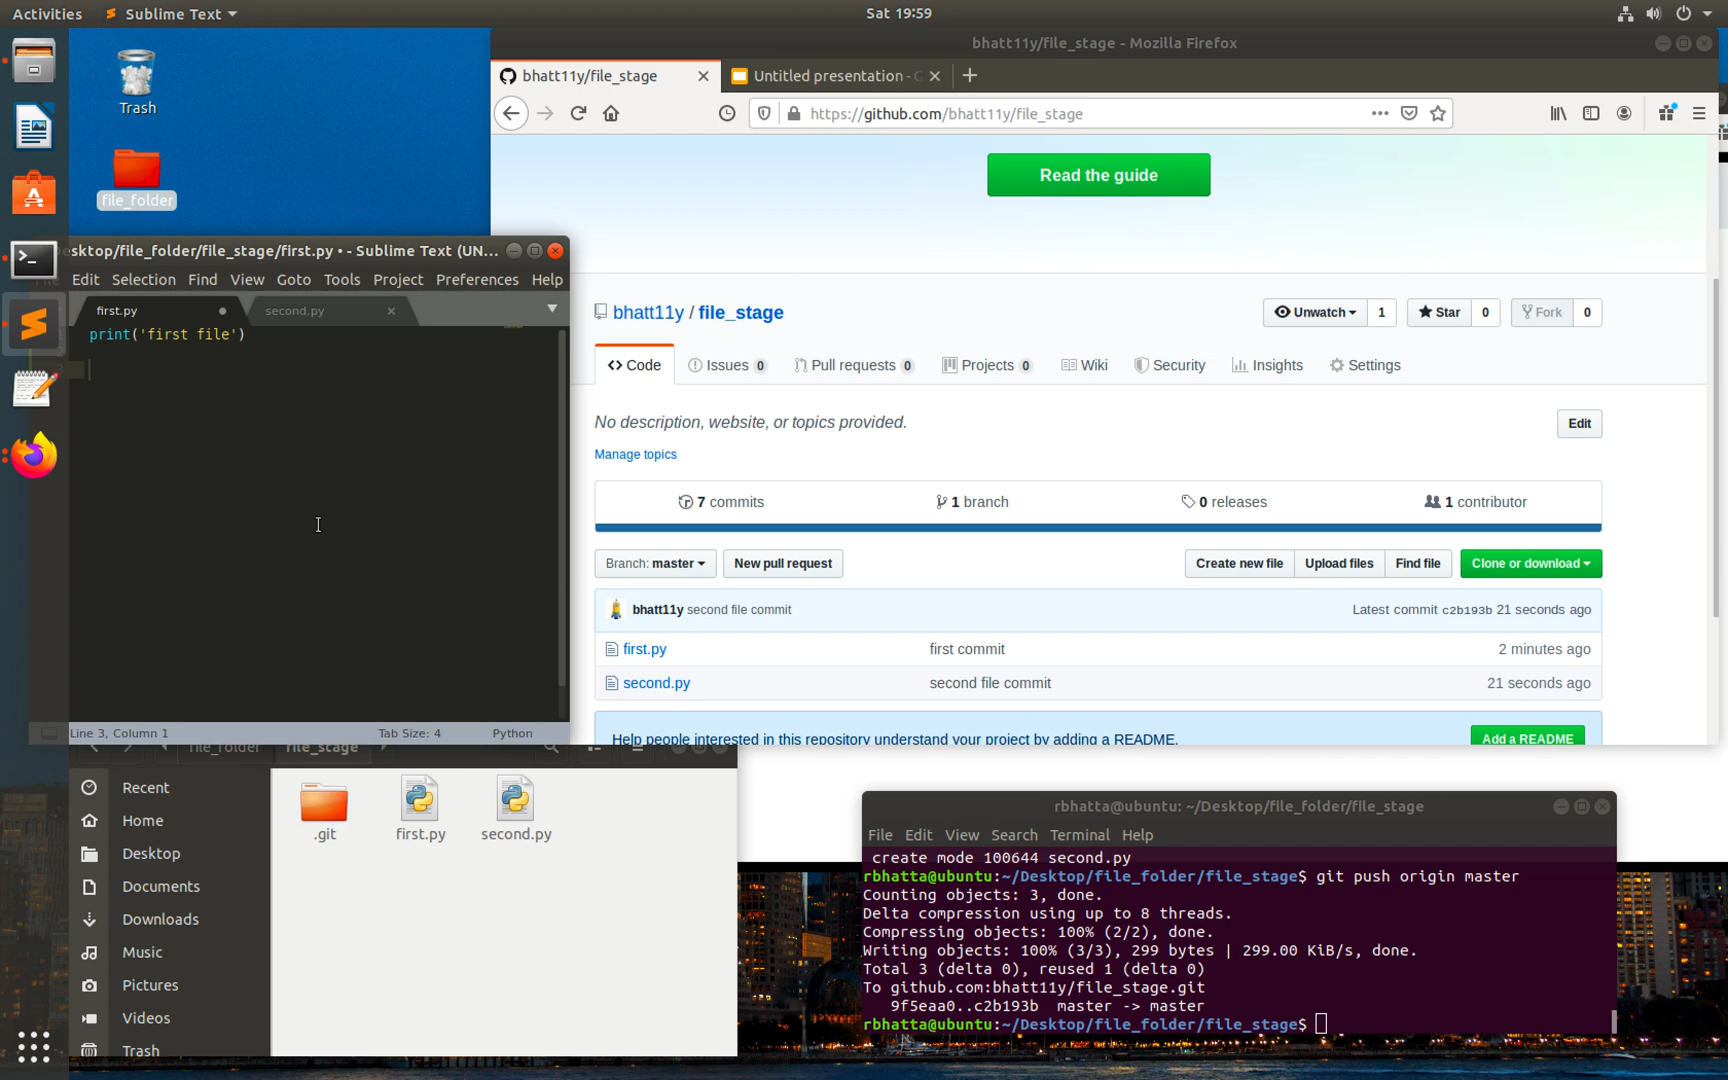 Activities
Sublime Text
Sat 19:59
Trash
file_folder
bhatt11y/file_stage - Mozilla Firefox
bhatt11y/file_stage
Untitled presentation -
https://github.com/bhatt11y/file_stage
Read the guide
bhatt11y / file_stage
Unwatch 1
Star 0
Fork 0
Code
Issues 0
Pull requests 0
Projects 0
Wiki
Security
Insights
Settings
No description, website, or topics provided.
Edit
Manage topics
7 commits
1 branch
0 releases
1 contributor
Branch: master
New pull request
Create new file
Upload files
Find file
Clone or download
bhatt11y second file commit
Latest commit c2b193b 21 seconds ago
first.py first commit 2 minutes ago
second.py second file commit 21 seconds ago
Help people interested in this repository understand your project by adding a README.
Add a README
esktop/file_folder/file_stage/first.py • - Sublime Text (UN...
Edit Selection Find View Goto Tools Project Preferences Help
first.py
second.py
print('first file')
Line 3, Column 1
Tab Size: 4
Python
file_folder
file_stage
Recent
Home
Desktop
Documents
Downloads
Music
Pictures
Videos
Trash
.git
first.py
second.py
rbhatta@ubuntu: ~/Desktop/file_folder/file_stage
File Edit View Search Terminal Help
create mode 100644 second.py
rbhatta@ubuntu:~/Desktop/file_folder/file_stage$ git push origin master
Counting objects: 3, done.
Delta compression using up to 8 threads.
Compressing objects: 100% (2/2), done.
Writing objects: 100% (3/3), 299 bytes | 299.00 KiB/s, done.
Total 3 (delta 0), reused 1 (delta 0)
To github.com:bhatt11y/file_stage.git
9f5eaa0..c2b193b master -> master
rbhatta@ubuntu:~/Desktop/file_folder/file_stage$